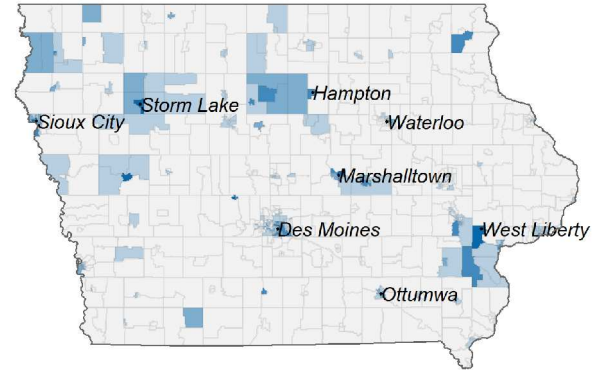 Hampton
Storm Lake
Sioux City
Waterloo
Marshalltown
Des Moines
West Liberty
Ottumwa